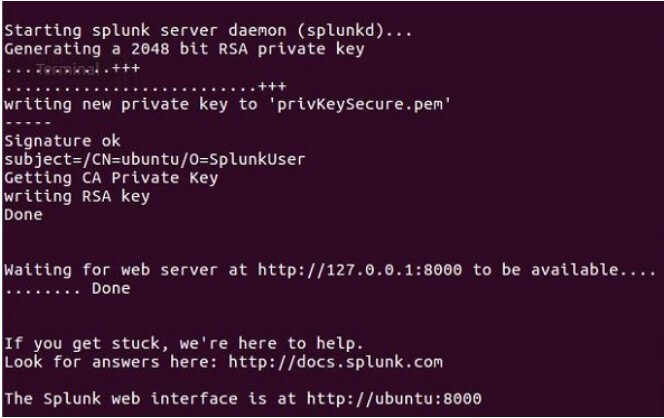 Starting splunk server daemon (splunkd)...
Generating a 2048 bit RSA private key
.............+++
..........................+++
writing new private key to 'privKeySecure.pem'
-----
Signature ok
subject=/CN=ubuntu/O=SplunkUser
Getting CA Private Key
writing RSA key
Done
Waiting for web server at http://127.0.0.1:8000 to be available....
........ Done
If you get stuck, we're here to help.
Look for answers here: http://docs.splunk.com
The Splunk web interface is at http://ubuntu:8000